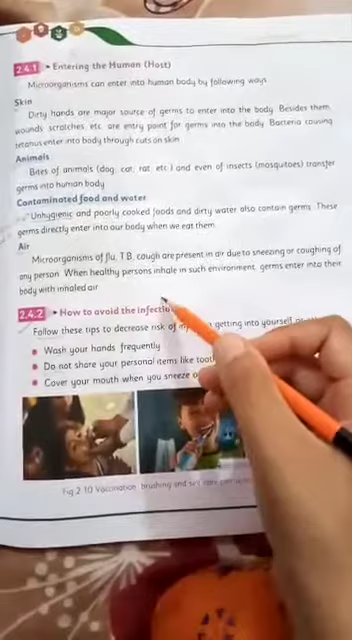 2.4.1 • Entering the Human (Host)
Microorganisms can enter into human body by following ways
Skin
Dirty hands are major source of germs to enter into the body. Besides them,
wounds scratches etc. are entry point for germs into the body. Bacteria causing
tetanus enter into body through cuts on skin
Animals
Bites of animals (dog, cat, rat, etc.) and even of insects (mosquitoes) transfer
germs into human body
Contaminated food and water
Unhygienic and poorly cooked foods and dirty water also contain germs. These
germs directly enter into our body when we eat them.
Air
Microorganisms of flu, T.B, cough are present in air due to sneezing or coughing of
any person. When healthy persons inhale in such environment, germs enter into their
body with inhaled air
2.4.2 • How to avoid the infection
Follow these tips to decrease risk of getting into yourself or
Wash your hands frequently
Do not share your personal items like
Cover your mouth when you sneeze
Fig 2.10 Vaccination, brushing and